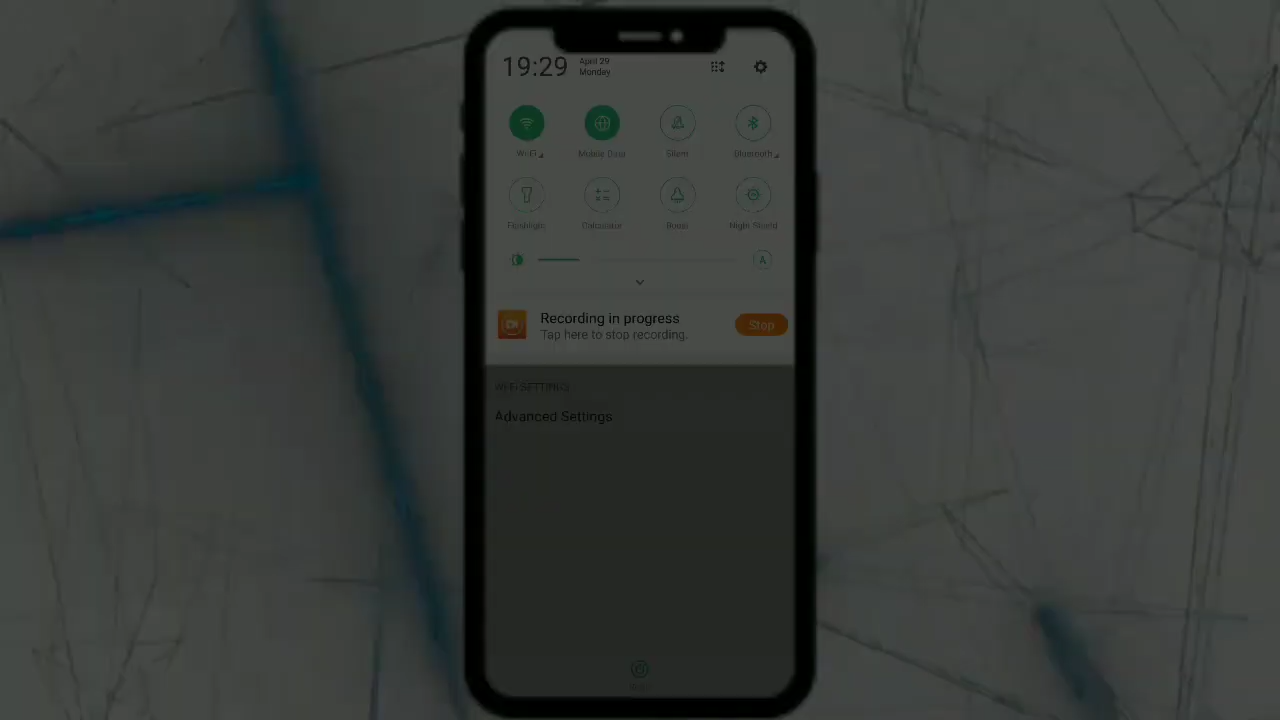 19:29
April 29
Monday
Wi-Fi
Mobile Data
Silent
Bluetooth
Flashlight
Calculator
Boost
Night Shield
A
Recording in progress
Tap here to stop recording.
Stop
WI-FI SETTINGS
Advanced Settings